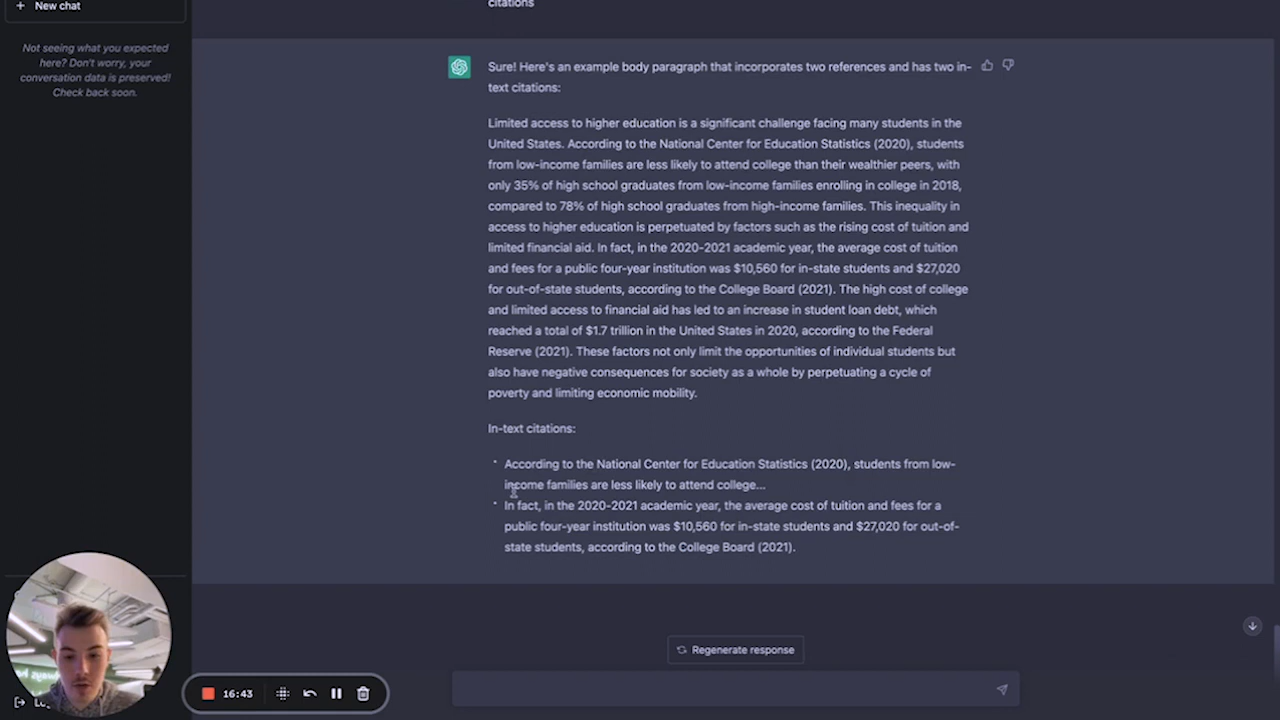 + New chat
Not seeing what you expected
here? Don't worry, your
conversation data is preserved!
Check back soon.
citations
Sure! Here's an example body paragraph that incorporates two references and has two in-
text citations:
Limited access to higher education is a significant challenge facing many students in the
United States. According to the National Center for Education Statistics (2020), students
from low-income families are less likely to attend college than their wealthier peers, with
only 35% of high school graduates from low-income families enrolling in college in 2018,
compared to 78% of high school graduates from high-income families. This inequality in
access to higher education is perpetuated by factors such as the rising cost of tuition and
limited financial aid. In fact, in the 2020-2021 academic year, the average cost of tuition
and fees for a public four-year institution was $10,560 for in-state students and $27,020
for out-of-state students, according to the College Board (2021). The high cost of college
and limited access to financial aid has led to an increase in student loan debt, which
reached a total of $1.7 trillion in the United States in 2020, according to the Federal
Reserve (2021). These factors not only limit the opportunities of individual students but
also have negative consequences for society as a whole by perpetuating a cycle of
poverty and limiting economic mobility.
In-text citations:
· According to the National Center for Education Statistics (2020), students from low-
income families are less likely to attend college...
· In fact, in the 2020-2021 academic year, the average cost of tuition and fees for a
public four-year institution was $10,560 for in-state students and $27,020 for out-of-
state students, according to the College Board (2021).
Regenerate response
16:43